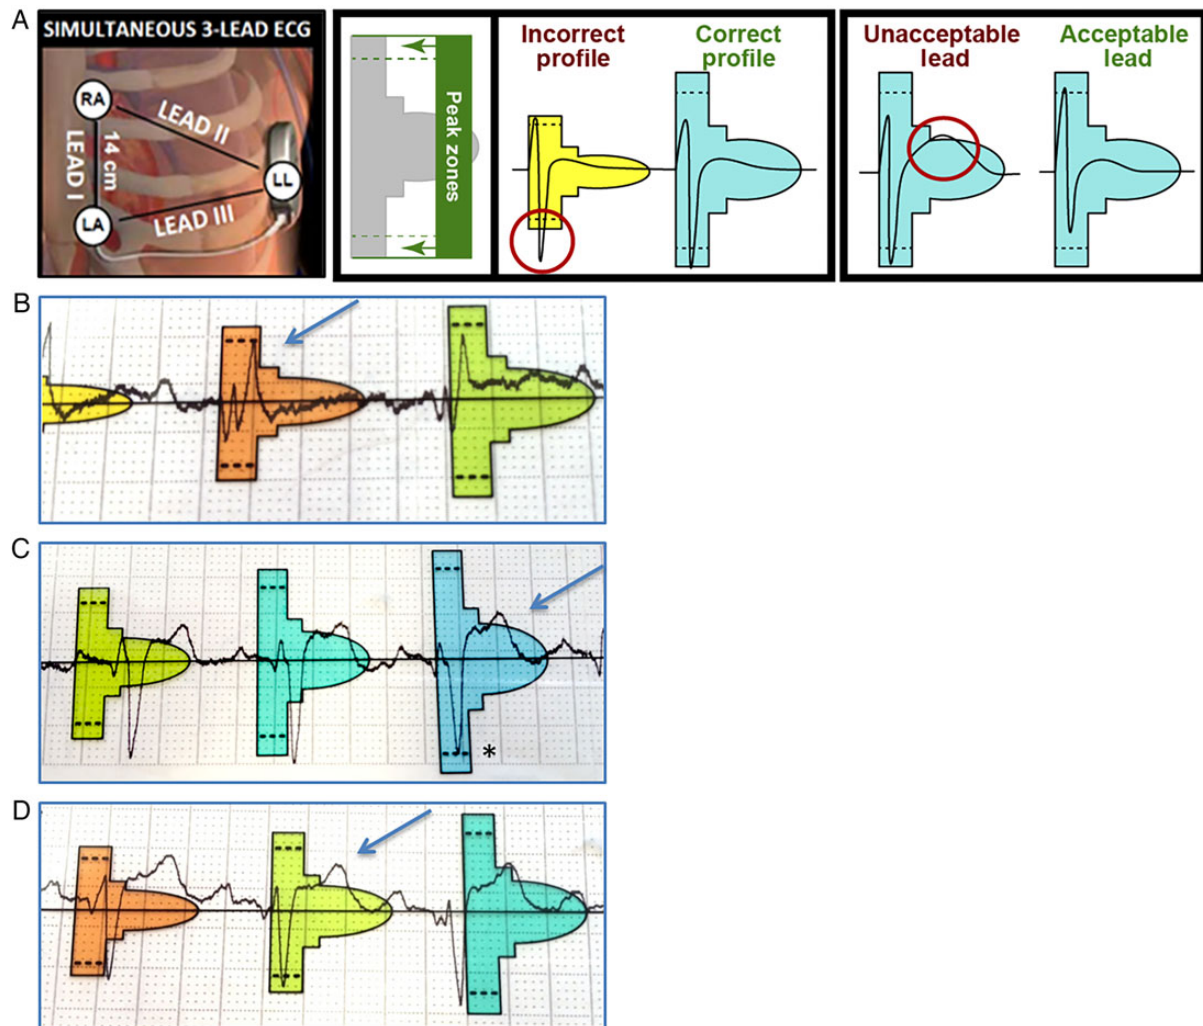 A
SIMULTANEOUS 3-LEAD ECG
RA
LEAD II
LEAD I
14 cm
LL
LEAD III
LA
Peak zones
Incorrect
profile
Correct
profile
Unacceptable
lead
Acceptable
lead
B
C
*
D